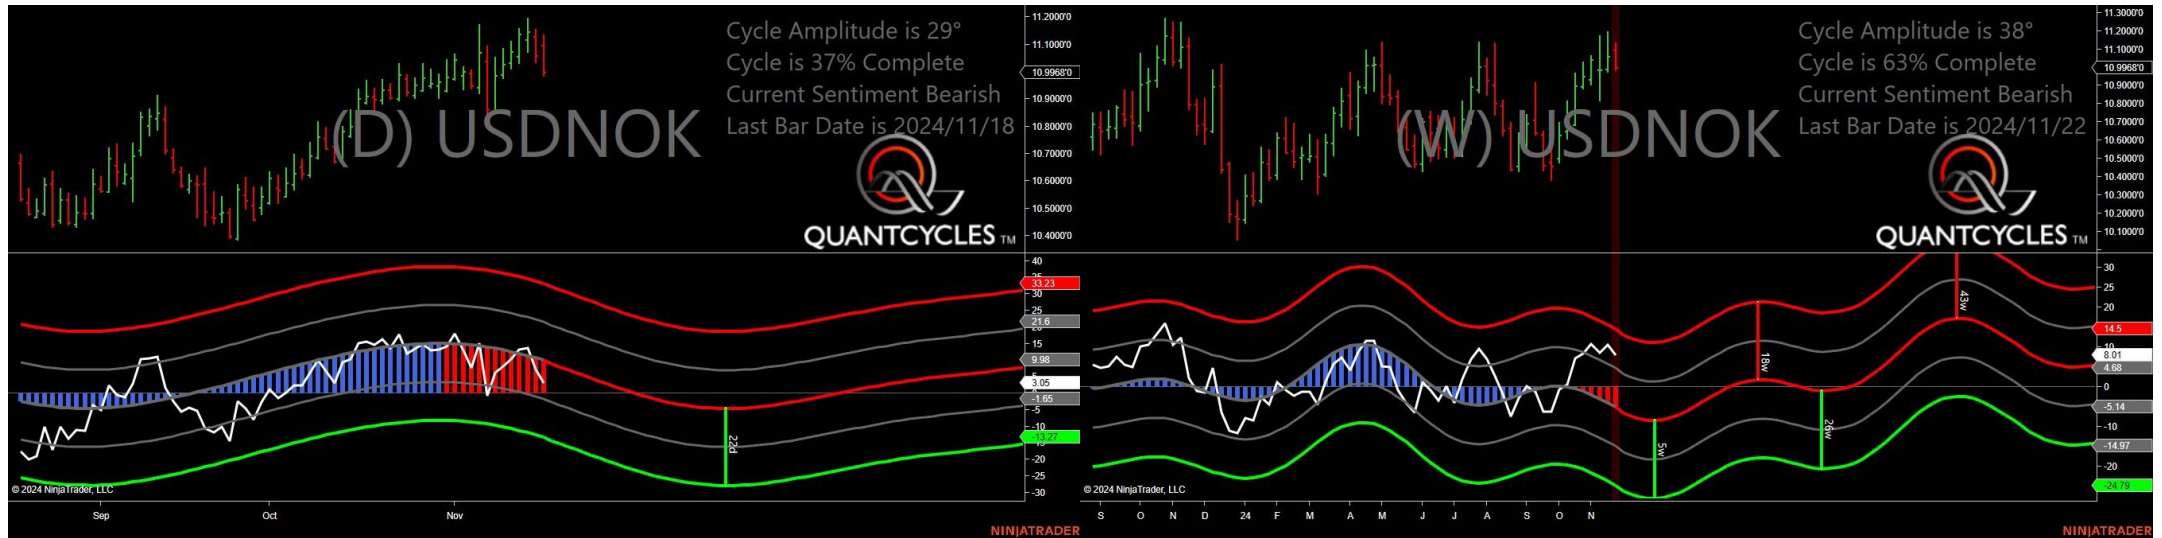 Cycle Amplitude is 29°
Cycle is 37% Complete
Current Sentiment Bearish
Last Bar Date is 2024/11/18
(D) USDNOK
QUANTCYCLES TM
11.2000'0
11.1000'0
10.9968'0
10.9000'0
10.8000'0
10.7000'0
10.6000'0
10.5000'0
10.4000'0
40
33.23
30
25
21.6
15
9.98
3.05
-1.65
-5
-10
-13.27
-20
-25
-30
22d
© 2024 NinjaTrader, LLC
Sep Oct Nov
NINJATRADER
Cycle Amplitude is 38°
Cycle is 63% Complete
Current Sentiment Bearish
Last Bar Date is 2024/11/22
(W) USDNOK
QUANTCYCLES TM
11.3000'0
11.2000'0
11.1000'0
10.9968'0
10.9000'0
10.8000'0
10.7000'0
10.6000'0
10.5000'0
10.4000'0
10.3000'0
10.2000'0
10.1000'0
30
25
20
14.5
10
8.01
4.68
0
-5.14
-10
-14.97
-20
-24.79
5w
18w
26w
43w
© 2024 NinjaTrader, LLC
S O N D 24 F M A M J J A S O N
NINJATRADER